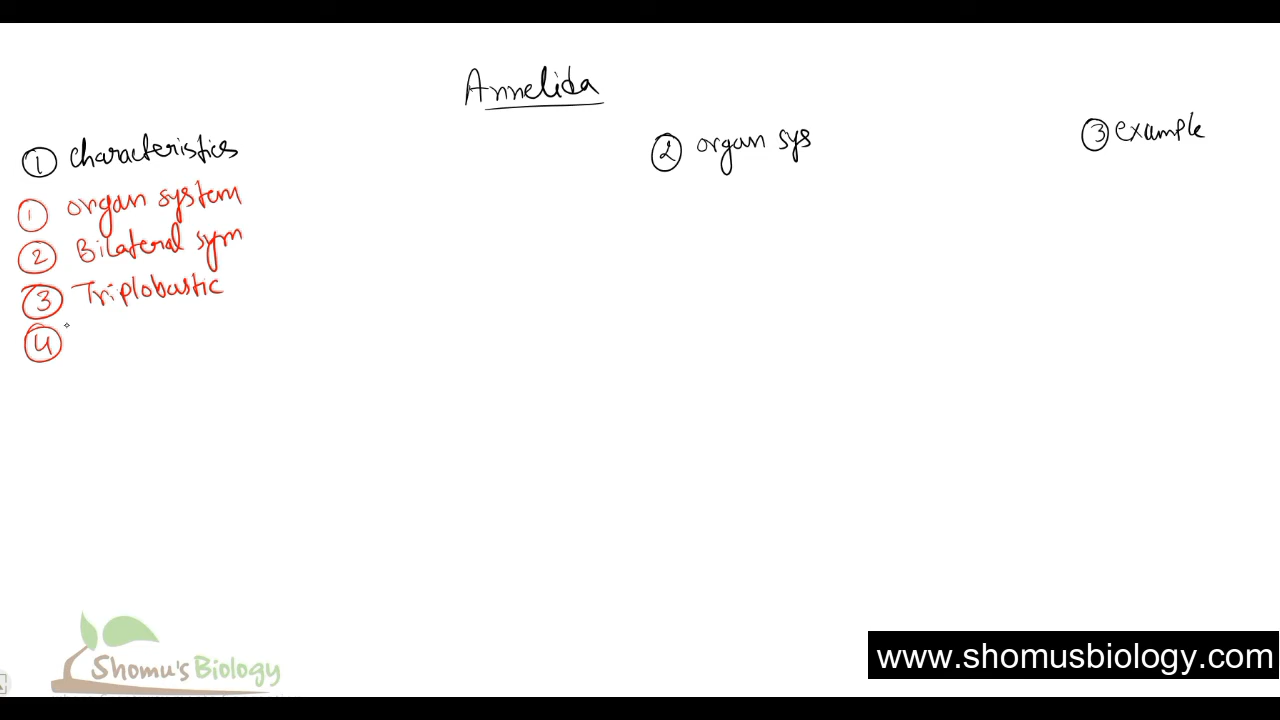 Annelida
① characteristics
② organ sys
③ example
① organ system
② Bilateral sym
③ Triplobastic
④
Shomu's Biology
www.shomusbiology.com